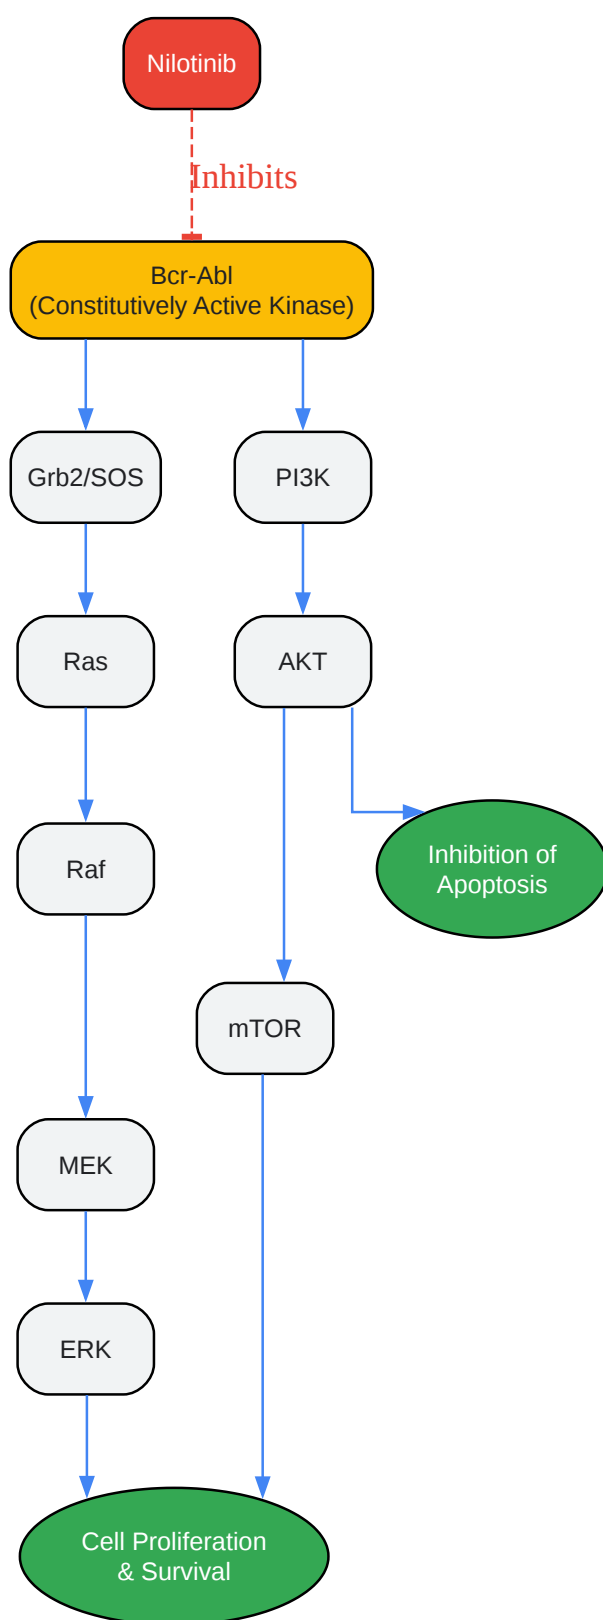 Nilotinib
Inhibits
Bcr-Abl
(Constitutively Active Kinase)
Grb2/SOS
PI3K
Ras
AKT
Raf
Inhibition of
Apoptosis
mTOR
MEK
ERK
Cell Proliferation
& Survival